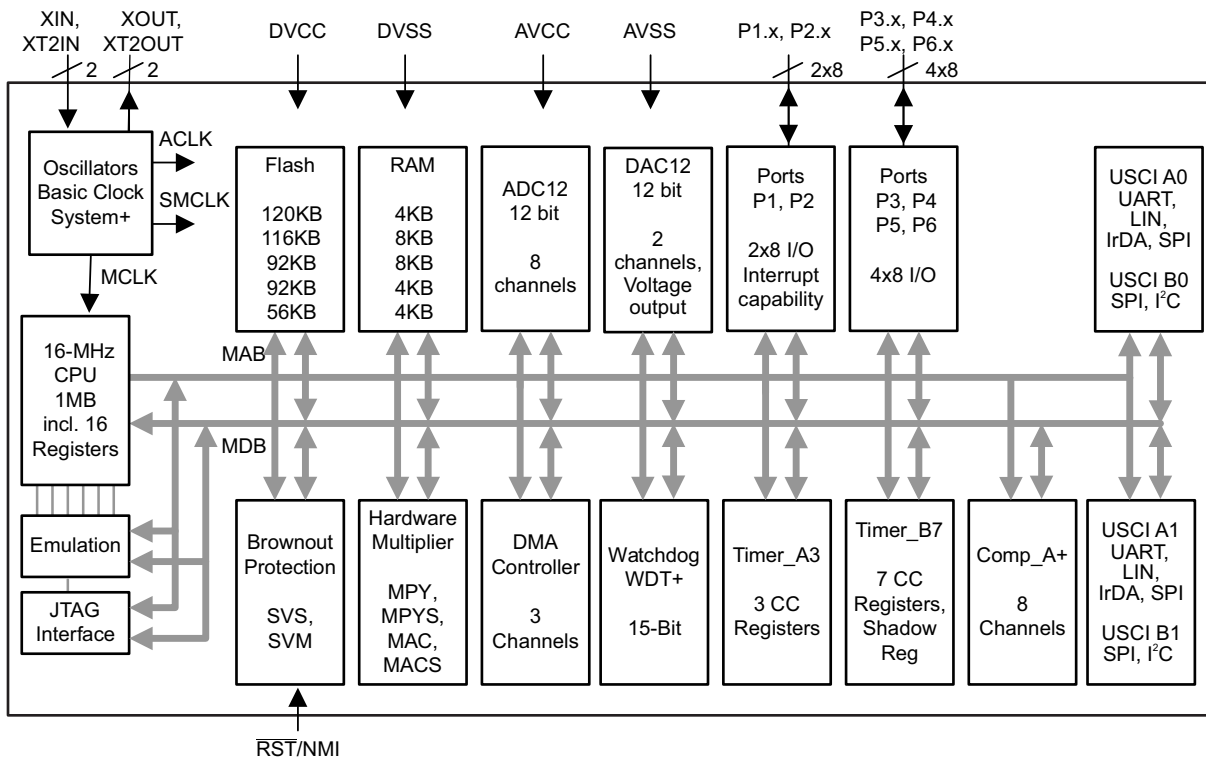 XIN,
XT2IN
2
XOUT,
XT2OUT
2
DVCC
DVSS
AVCC
AVSS
P1.x, P2.x
2x8
P3.x, P4.x
P5.x, P6.x
4x8
Oscillators
Basic Clock
System+
ACLK
SMCLK
MCLK
Flash
120KB
116KB
92KB
92KB
56KB
RAM
4KB
8KB
8KB
4KB
4KB
ADC12
12 bit
8
channels
DAC12
12 bit
2
channels,
Voltage
output
Ports
P1, P2
2x8 I/O
Interrupt
capability
Ports
P3, P4
P5, P6
4x8 I/O
USCI A0
UART,
LIN,
IrDA, SPI
USCI B0
SPI, I²C
16-MHz
CPU
1MB
incl. 16
Registers
MAB
MDB
Emulation
JTAG
Interface
Brownout
Protection
SVS,
SVM
Hardware
Multiplier
MPY,
MPYS,
MAC,
MACS
DMA
Controller
3
Channels
Watchdog
WDT+
15-Bit
Timer_A3
3 CC
Registers
Timer_B7
7 CC
Registers,
Shadow
Reg
Comp_A+
8
Channels
USCI A1
UART,
LIN,
IrDA, SPI
USCI B1
SPI, I²C
R̅S̅T̅/NMI